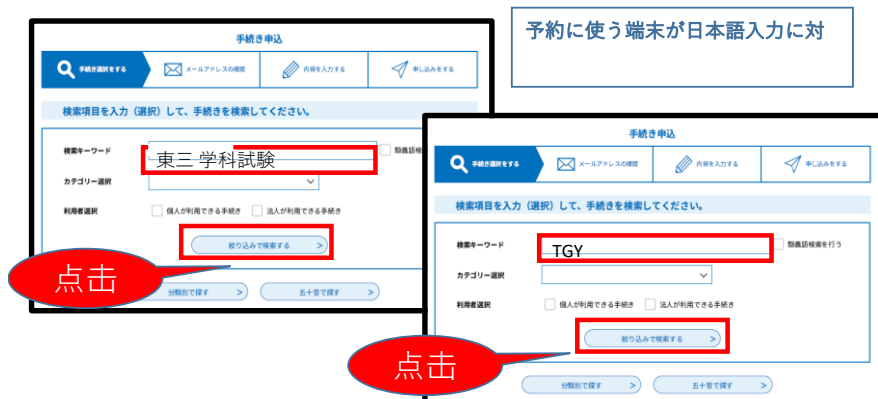 予約に使う端末が日本語入力に対
手続き申込
手続き選択をする
メールアドレスの確認
内容を入力する
申し込みをする
検索項目を入力（選択）して、手続きを検索してください。
検索キーワード
東三 学科試験
類義語検
カテゴリー選択
利用者選択
個人が利用できる手続き
法人が利用できる手続き
絞り込みで検索する
点击
分類別で探す
五十音で探す
手続き申込
手続き選択をする
メールアドレスの確認
内容を入力する
申し込みをする
検索項目を入力（選択）して、手続きを検索してください。
検索キーワード
TGY
類義語検索を行う
カテゴリー選択
利用者選択
個人が利用できる手続き
法人が利用できる手続き
絞り込みで検索する
点击
分類別で探す
五十音で探す